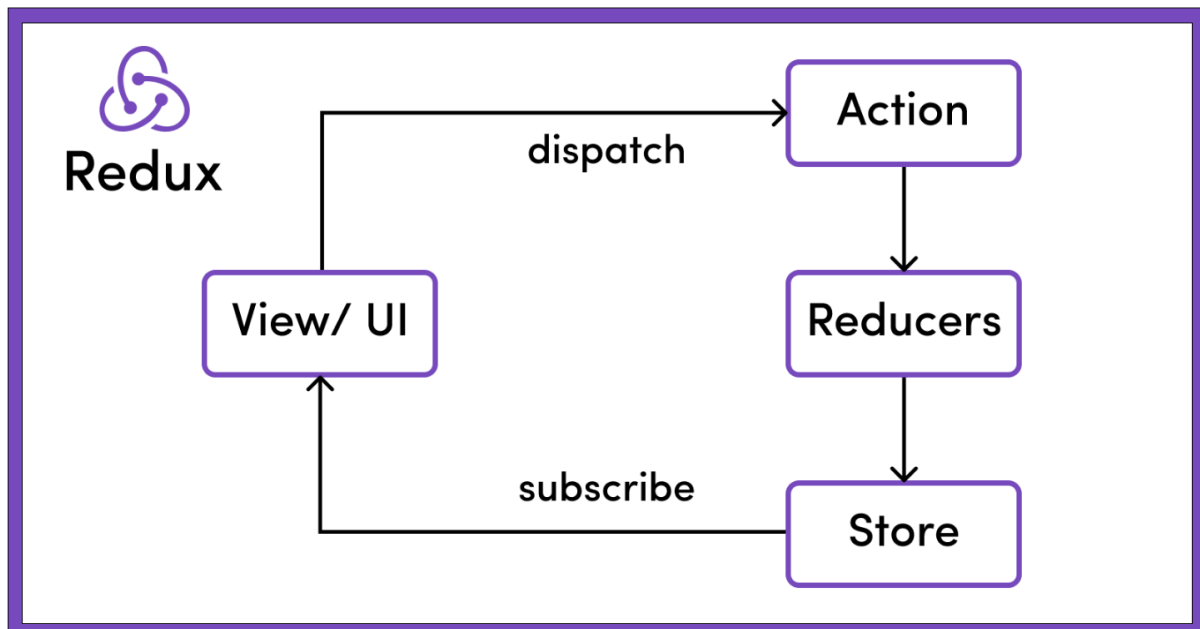 Redux
dispatch
Action
View/ UI
Reducers
subscribe
Store